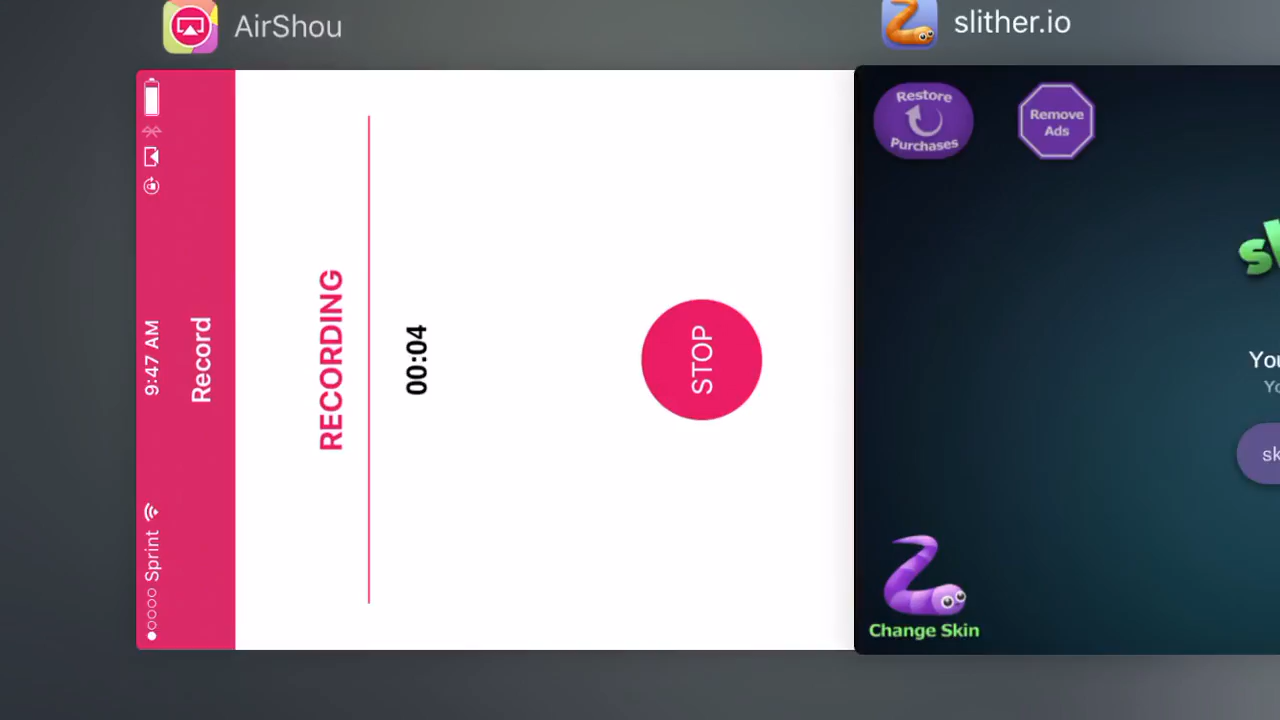 AirShou
slither.io
Sprint 9:47 AM
Record
RECORDING
00:04
STOP
Restore
Purchases
Remove
Ads
Change Skin